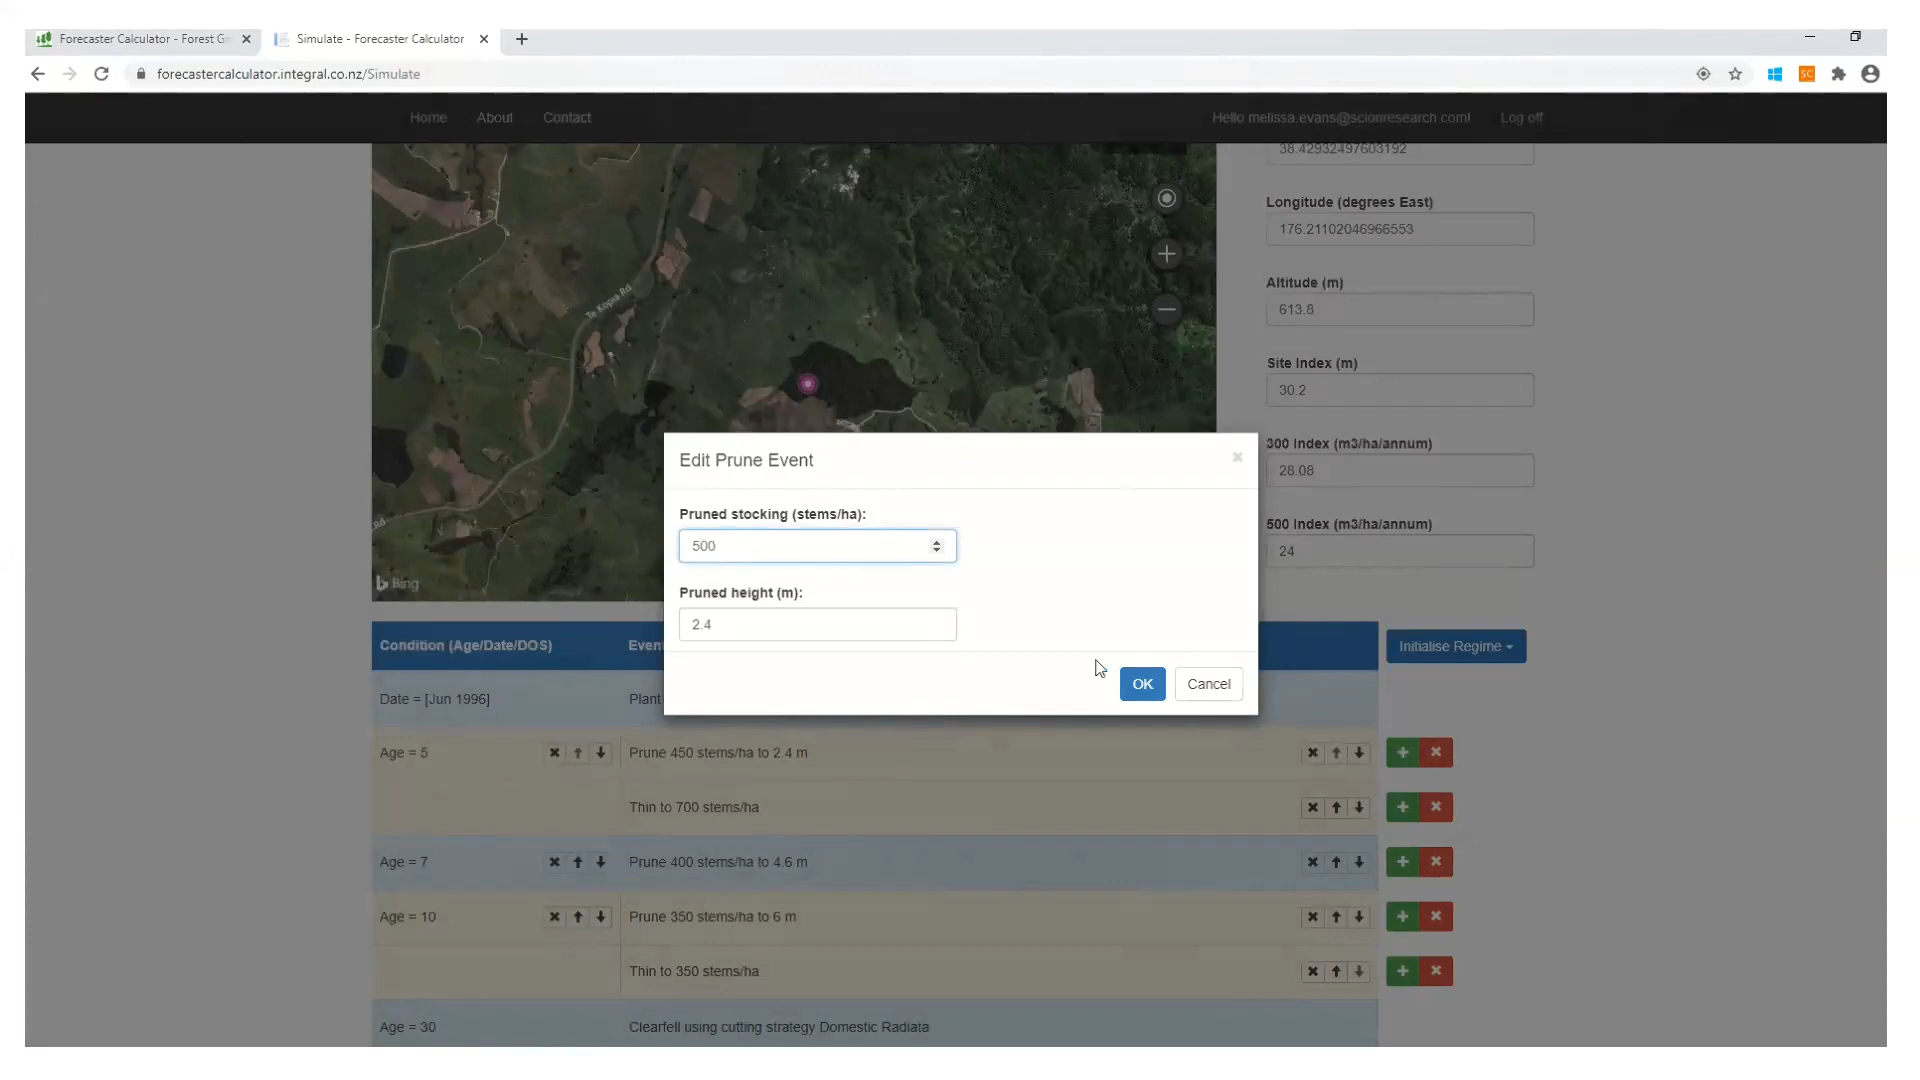 Forecaster Calculator - Forest G
Simulate - Forecaster Calculator
forecastercalculator.integral.co.nz/Simulate
SC
Home About Contact Hello melissa.evans@scionresearch.com! Log off
38.42932497603192
Longitude (degrees East)
176.21102046966553
Altitude (m)
613.8
Site Index (m)
30.2
300 Index (m3/ha/annum)
28.08
500 Index (m3/ha/annum)
24
Te Kopia Rd
Rd
Bing
Edit Prune Event
Pruned stocking (stems/ha):
500
Pruned height (m):
2.4
OK Cancel
Condition (Age/Date/DOS) Even
Initialise Regime
Date = [Jun 1996] Plant
Age = 5 Prune 450 stems/ha to 2.4 m
Thin to 700 stems/ha
Age = 7 Prune 400 stems/ha to 4.6 m
Age = 10 Prune 350 stems/ha to 6 m
Thin to 350 stems/ha
Age = 30 Clearfell using cutting strategy Domestic Radiata